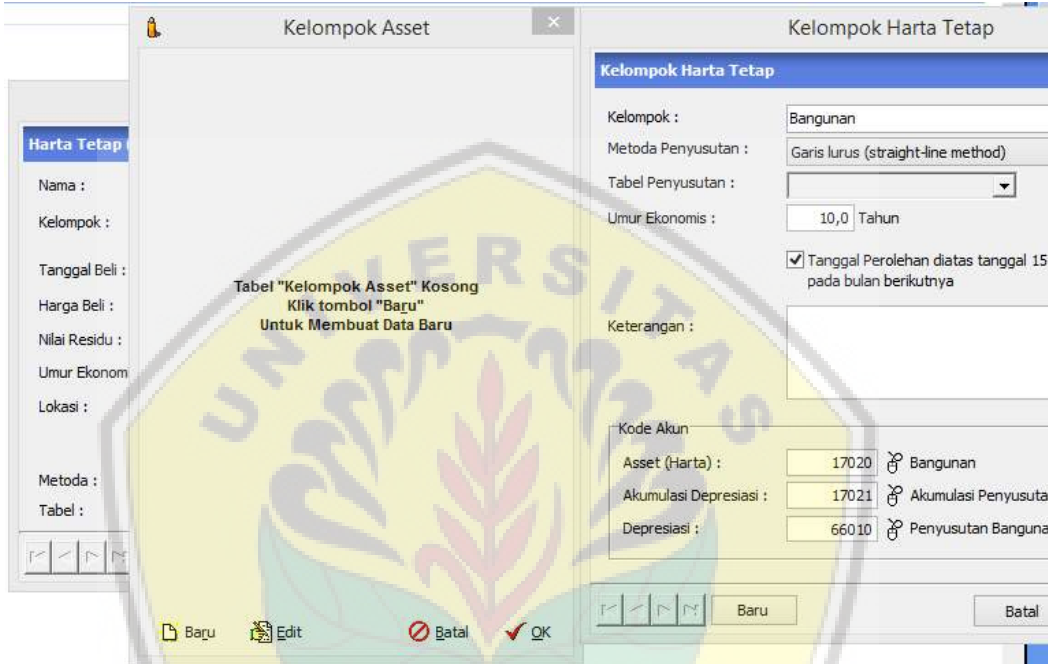 Harta Tetap
Nama :
Kelompok :
Tanggal Beli :
Harga Beli :
Nilai Residu :
Umur Ekonom
Lokasi :
Metoda :
Tabel :
Kelompok Asset
Tabel "Kelompok Asset" Kosong
Klik tombol "Baru"
Untuk Membuat Data Baru
Baru Edit Batal OK
Kelompok Harta Tetap
Kelompok Harta Tetap
Kelompok : Bangunan
Metoda Penyusutan : Garis lurus (straight-line method)
Tabel Penyusutan :
Umur Ekonomis : 10,0 Tahun
Tanggal Perolehan diatas tanggal 15
pada bulan berikutnya
Keterangan :
Kode Akun
Asset (Harta) : 17020 Bangunan
Akumulasi Depresiasi : 17021 Akumulasi Penyusuta
Depresiasi : 66010 Penyusutan Banguna
Baru Batal
UNIVERSITAS